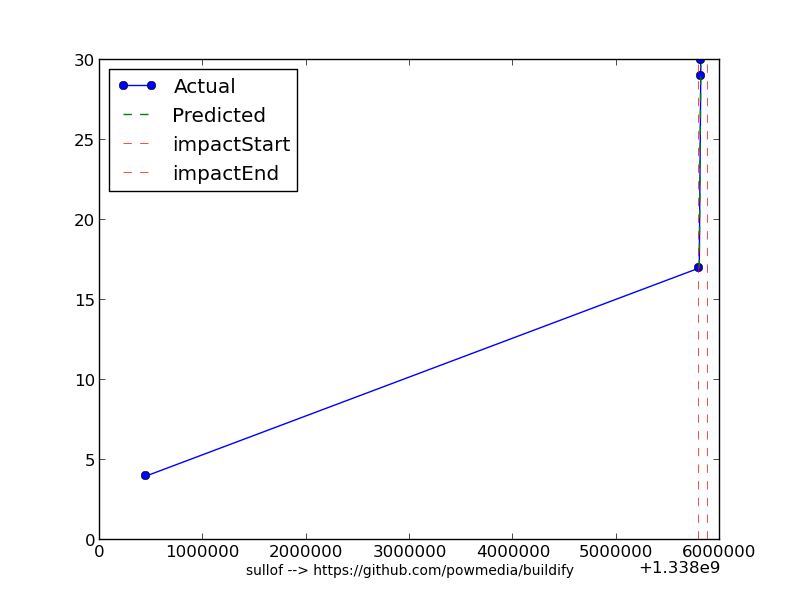 30
25
20
15
10
5
0
Actual
Predicted
impactStart
impactEnd
0 1000000 2000000 3000000 4000000 5000000 6000000
+1.338e9
sullof --> https://github.com/powmedia/buildify